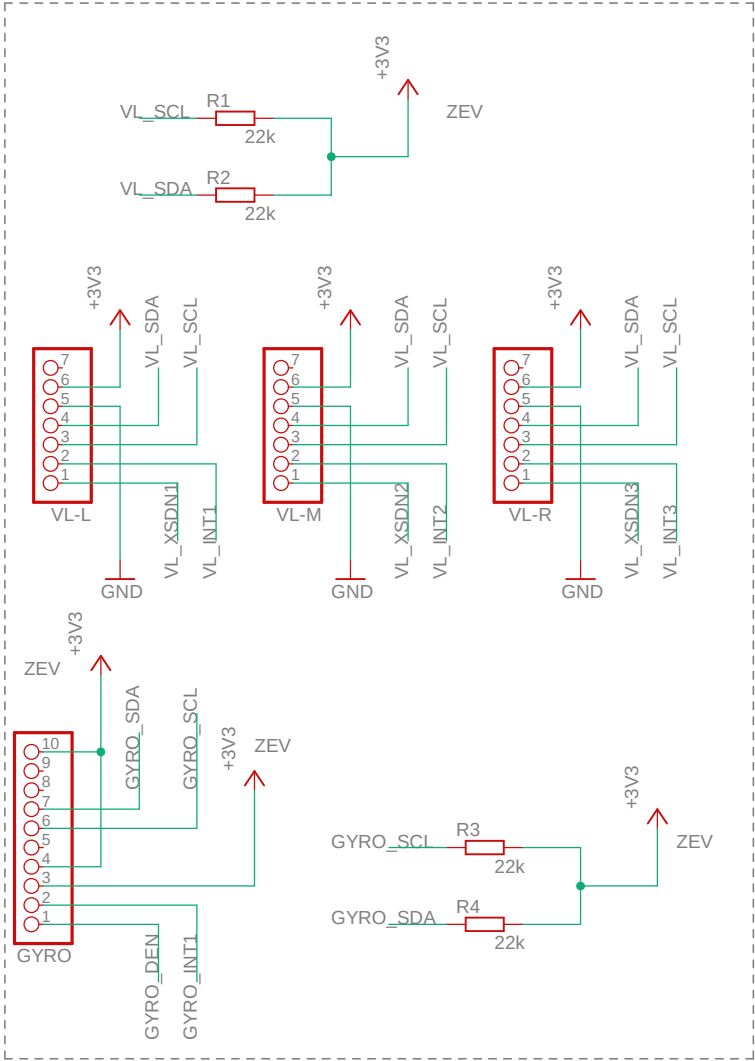 +3V3
VL_SCL
R1
22k
ZEV
VL_SDA
R2
22k
+3V3
VL_SDA
VL_SCL
7
6
5
4
3
2
1
VL-L
VL_XSDN1
VL_INT1
GND
+3V3
VL_SDA
VL_SCL
7
6
5
4
3
2
1
VL-M
VL_XSDN2
VL_INT2
GND
+3V3
VL_SDA
VL_SCL
7
6
5
4
3
2
1
VL-R
VL_XSDN3
VL_INT3
GND
+3V3
ZEV
GYRO_SDA
GYRO_SCL
+3V3
ZEV
10
9
8
7
6
5
4
3
2
1
GYRO
GYRO_DEN
GYRO_INT1
+3V3
GYRO_SCL
R3
22k
ZEV
GYRO_SDA
R4
22k